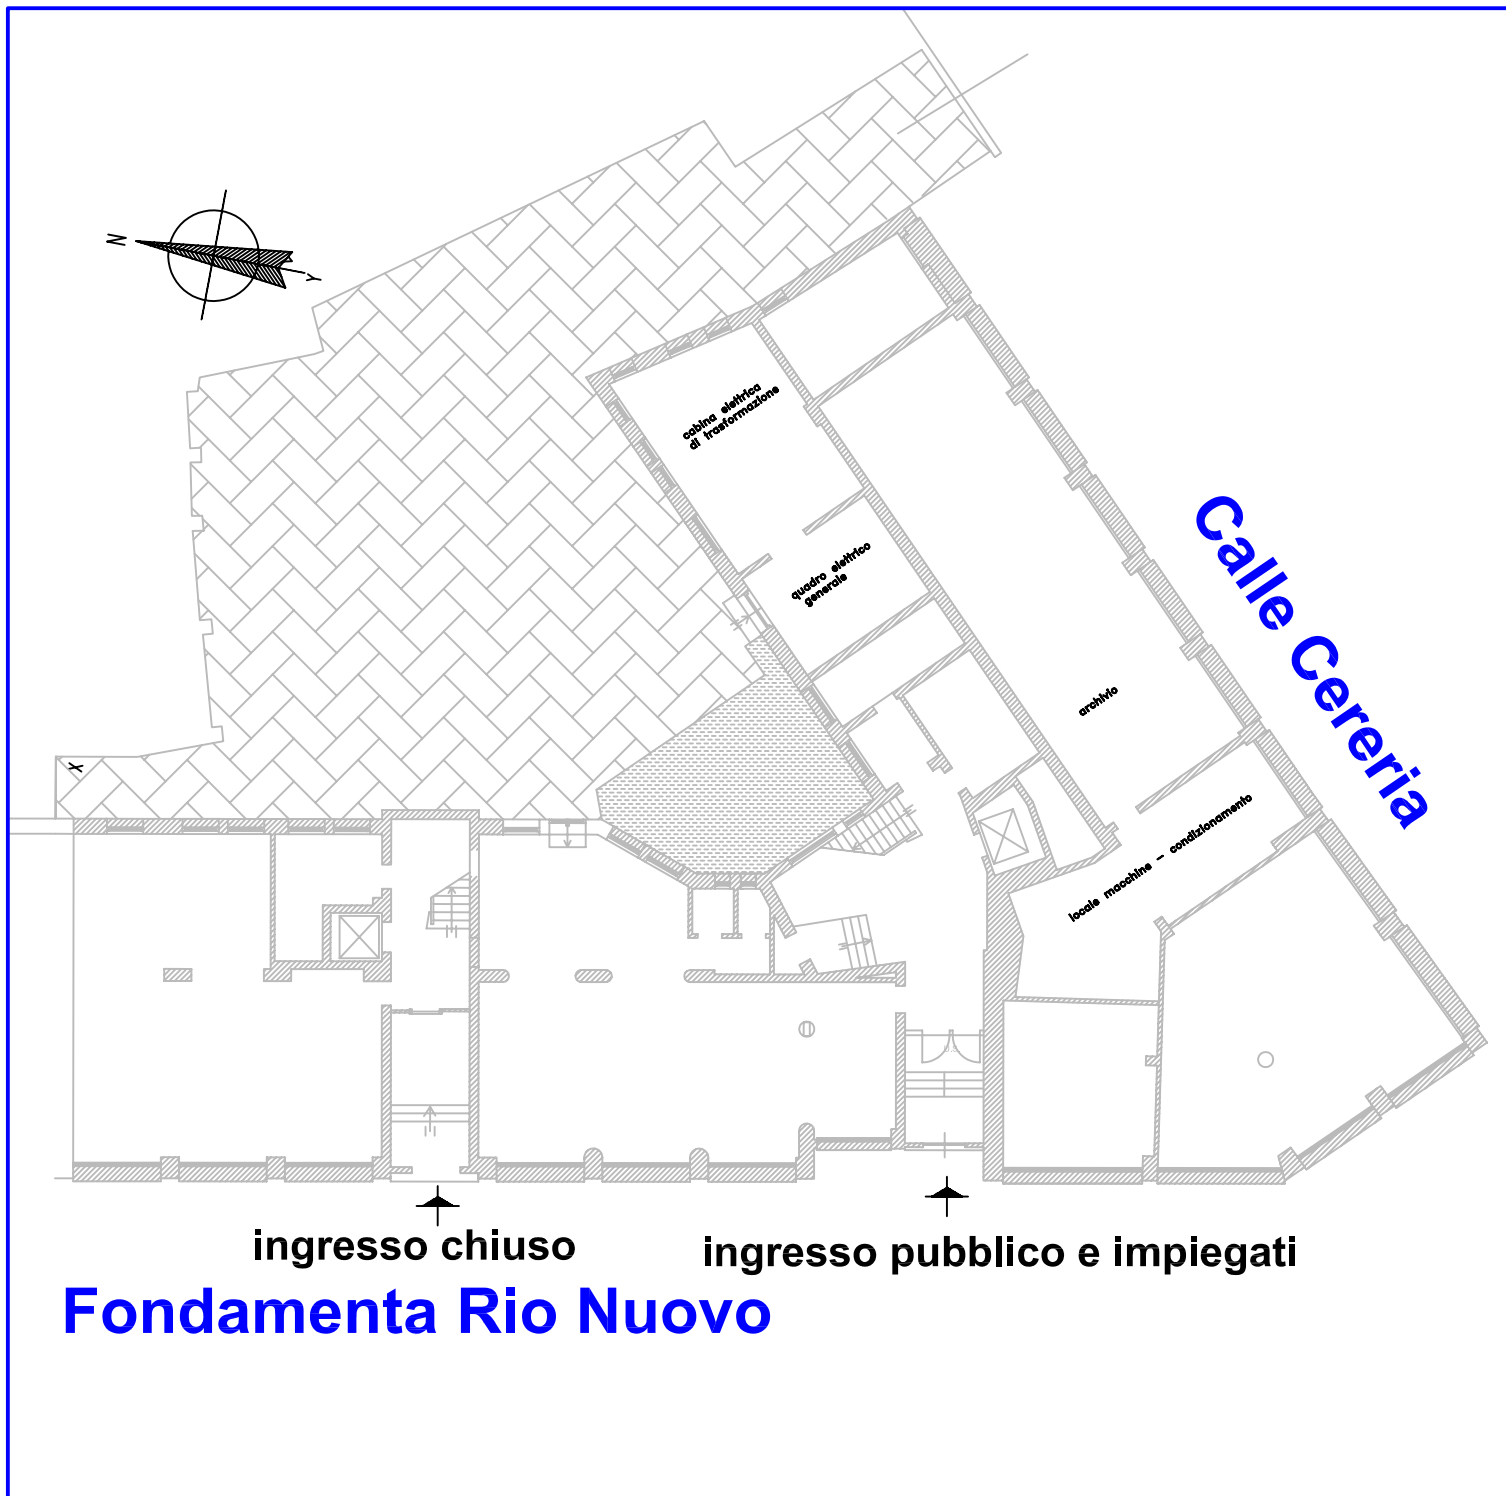 N
Y
X
cabina elettrica
di trasformazione
quadro elettrico
generale
archivio
locale macchine - condizionamento
Calle Cereria
U.S.
ingresso chiuso
ingresso pubblico e impiegati
Fondamenta Rio Nuovo